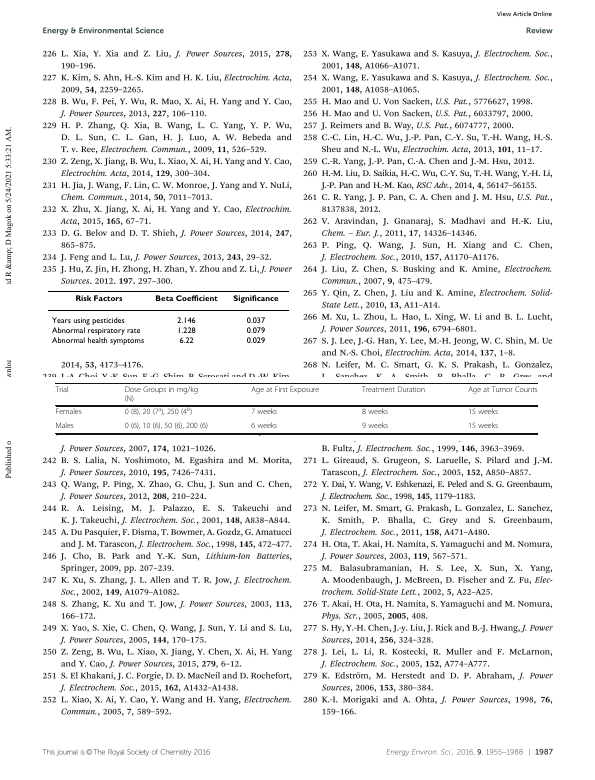 View Article Online
Energy & Environmental Science
Review
226 L. Xia, Y. Xia and Z. Liu, J. Power Sources, 2015, 278,
190–196.
227 K. Kim, S. Ahn, H.-S. Kim and H. K. Liu, Electrochim. Acta,
2009, 54, 2259–2265.
228 B. Wu, F. Pei, Y. Wu, R. Mao, X. Ai, H. Yang and Y. Cao,
J. Power Sources, 2013, 227, 106–110.
229 H. P. Zhang, Q. Xia, B. Wang, L. C. Yang, Y. P. Wu,
D. L. Sun, C. L. Gan, H. J. Luo, A. W. Bebeda and
T. v. Ree, Electrochem. Commun., 2009, 11, 526–529.
230 Z. Zeng, X. Jiang, B. Wu, L. Xiao, X. Ai, H. Yang and Y. Cao,
Electrochim. Acta, 2014, 129, 300–304.
231 H. Jia, J. Wang, F. Lin, C. W. Monroe, J. Yang and Y. NuLi,
Chem. Commun., 2014, 50, 7011–7013.
232 X. Zhu, X. Jiang, X. Ai, H. Yang and Y. Cao, Electrochim.
Acta, 2015, 165, 67–71.
233 D. G. Belov and D. T. Shieh, J. Power Sources, 2014, 247,
865–875.
234 J. Feng and L. Lu, J. Power Sources, 2013, 243, 29–32.
235 J. Hu, Z. Jin, H. Zhong, H. Zhan, Y. Zhou and Z. Li, J. Power
Sources, 2012, 197, 297–300.
Risk Factors Beta Coefficient Significance
Years using pesticides 2.146 0.037
Abnormal respiratory rate 1.228 0.079
Abnormal health symptoms 6.22 0.029
2014, 53, 4173–4176.
239 J.-A. Choi, Y.-K. Sun, E.-G. Shim, B. Scrosati and D.-W. Kim,
Trial Dose Groups in mg/kg (N) Age at First Exposure Treatment Duration Age at Tumor Counts
Females 0 (8), 20 (7ᵃ), 250 (4ᵇ) 7 weeks 8 weeks 15 weeks
Males 0 (6), 10 (6), 50 (6), 200 (6) 6 weeks 9 weeks 15 weeks
J. Power Sources, 2007, 174, 1021–1026.
242 B. S. Lalia, N. Yoshimoto, M. Egashira and M. Morita,
J. Power Sources, 2010, 195, 7426–7431.
243 Q. Wang, P. Ping, X. Zhao, G. Chu, J. Sun and C. Chen,
J. Power Sources, 2012, 208, 210–224.
244 R. A. Leising, M. J. Palazzo, E. S. Takeuchi and
K. J. Takeuchi, J. Electrochem. Soc., 2001, 148, A838–A844.
245 A. Du Pasquier, F. Disma, T. Bowmer, A. Gozdz, G. Amatucci
and J. M. Tarascon, J. Electrochem. Soc., 1998, 145, 472–477.
246 J. Cho, B. Park and Y.-K. Sun, Lithium-Ion Batteries,
Springer, 2009, pp. 207–239.
247 K. Xu, S. Zhang, J. L. Allen and T. R. Jow, J. Electrochem.
Soc., 2002, 149, A1079–A1082.
248 S. Zhang, K. Xu and T. Jow, J. Power Sources, 2003, 113,
166–172.
249 X. Yao, S. Xie, C. Chen, Q. Wang, J. Sun, Y. Li and S. Lu,
J. Power Sources, 2005, 144, 170–175.
250 Z. Zeng, B. Wu, L. Xiao, X. Jiang, Y. Chen, X. Ai, H. Yang
and Y. Cao, J. Power Sources, 2015, 279, 6–12.
251 S. El Khakani, J. C. Forgie, D. D. MacNeil and D. Rochefort,
J. Electrochem. Soc., 2015, 162, A1432–A1438.
252 L. Xiao, X. Ai, Y. Cao, Y. Wang and H. Yang, Electrochem.
Commun., 2005, 7, 589–592.
253 X. Wang, E. Yasukawa and S. Kasuya, J. Electrochem. Soc.,
2001, 148, A1066–A1071.
254 X. Wang, E. Yasukawa and S. Kasuya, J. Electrochem. Soc.,
2001, 148, A1058–A1065.
255 H. Mao and U. Von Sacken, U.S. Pat., 5776627, 1998.
256 H. Mao and U. Von Sacken, U.S. Pat., 6033797, 2000.
257 J. Reimers and B. Way, U.S. Pat., 6074777, 2000.
258 C.-C. Lin, H.-C. Wu, J.-P. Pan, C.-Y. Su, T.-H. Wang, H.-S.
Sheu and N.-L. Wu, Electrochim. Acta, 2013, 101, 11–17.
259 C.-R. Yang, J.-P. Pan, C.-A. Chen and J.-M. Hsu, 2012.
260 H.-M. Liu, D. Saikia, H.-C. Wu, C.-Y. Su, T.-H. Wang, Y.-H. Li,
J.-P. Pan and H.-M. Kao, RSC Adv., 2014, 4, 56147–56155.
261 C. R. Yang, J. P. Pan, C. A. Chen and J. M. Hsu, U.S. Pat.,
8137838, 2012.
262 V. Aravindan, J. Gnanaraj, S. Madhavi and H.-K. Liu,
Chem. – Eur. J., 2011, 17, 14326–14346.
263 P. Ping, Q. Wang, J. Sun, H. Xiang and C. Chen,
J. Electrochem. Soc., 2010, 157, A1170–A1176.
264 J. Liu, Z. Chen, S. Busking and K. Amine, Electrochem.
Commun., 2007, 9, 475–479.
265 Y. Qin, Z. Chen, J. Liu and K. Amine, Electrochem. Solid-
State Lett., 2010, 13, A11–A14.
266 M. Xu, L. Zhou, L. Hao, L. Xing, W. Li and B. L. Lucht,
J. Power Sources, 2011, 196, 6794–6801.
267 S. J. Lee, J.-G. Han, Y. Lee, M.-H. Jeong, W. C. Shin, M. Ue
and N.-S. Choi, Electrochim. Acta, 2014, 137, 1–8.
268 N. Leifer, M. C. Smart, G. K. S. Prakash, L. Gonzalez,
L. Sanchez, K. A. Smith, P. Bhalla, C. P. Grey and
B. Fultz, J. Electrochem. Soc., 1999, 146, 3963–3969.
271 L. Gireaud, S. Grugeon, S. Laruelle, S. Pilard and J.-M.
Tarascon, J. Electrochem. Soc., 2005, 152, A850–A857.
272 Y. Dai, Y. Wang, V. Eshkenazi, E. Peled and S. G. Greenbaum,
J. Electrochem. Soc., 1998, 145, 1179–1183.
273 N. Leifer, M. Smart, G. Prakash, L. Gonzalez, L. Sanchez,
K. Smith, P. Bhalla, C. Grey and S. Greenbaum,
J. Electrochem. Soc., 2011, 158, A471–A480.
274 H. Ota, T. Akai, H. Namita, S. Yamaguchi and M. Nomura,
J. Power Sources, 2003, 119, 567–571.
275 M. Balasubramanian, H. S. Lee, X. Sun, X. Yang,
A. Moodenbaugh, J. McBreen, D. Fischer and Z. Fu, Elec-
trochem. Solid-State Lett., 2002, 5, A22–A25.
276 T. Akai, H. Ota, H. Namita, S. Yamaguchi and M. Nomura,
Phys. Scr., 2005, 2005, 408.
277 S. Hy, Y.-H. Chen, J.-y. Liu, J. Rick and B.-J. Hwang, J. Power
Sources, 2014, 256, 324–328.
278 J. Lei, L. Li, R. Kostecki, R. Muller and F. McLarnon,
J. Electrochem. Soc., 2005, 152, A774–A777.
279 K. Edström, M. Herstedt and D. P. Abraham, J. Power
Sources, 2006, 153, 380–384.
280 K.-I. Morigaki and A. Ohta, J. Power Sources, 1998, 76,
159–166.
Published o
wnloa
id R &amp; D Magak on 5/24/2021 5:33:21 AM.
This journal is © The Royal Society of Chemistry 2016
Energy Environ. Sci., 2016, 9, 1955–1988 | 1987